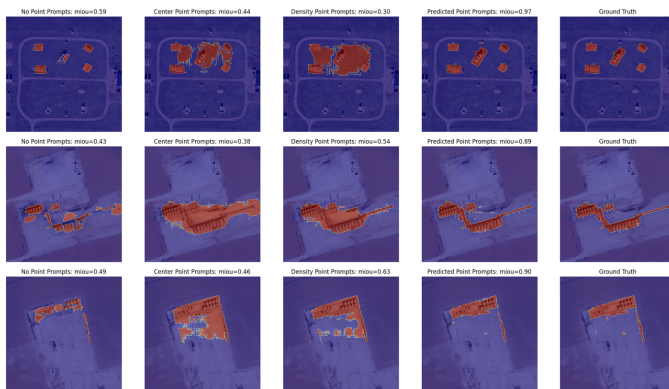 No Point Prompts: miou=0.59
Center Point Prompts: miou=0.44
Density Point Prompts: miou=0.30
Predicted Point Prompts: miou=0.97
Ground Truth
No Point Prompts: miou=0.43
Center Point Prompts: miou=0.38
Density Point Prompts: miou=0.54
Predicted Point Prompts: miou=0.89
Ground Truth
No Point Prompts: miou=0.49
Center Point Prompts: miou=0.46
Density Point Prompts: miou=0.63
Predicted Point Prompts: miou=0.90
Ground Truth